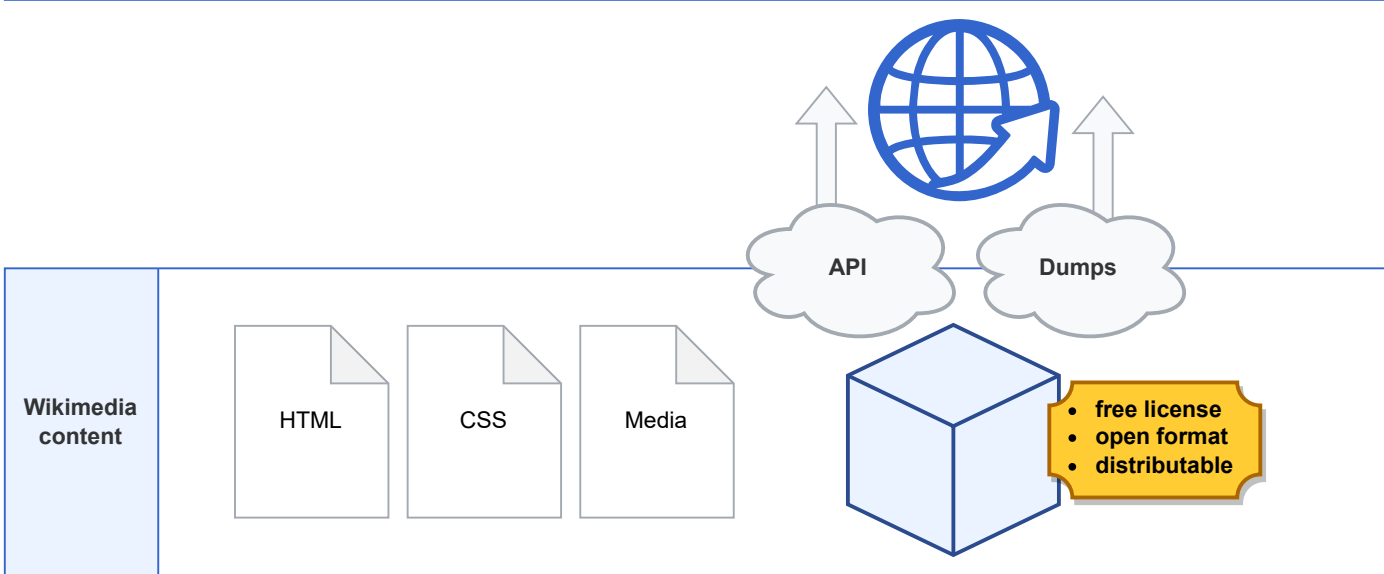 API
Dumps
Wikimedia
content
HTML
CSS
Media
• free license
• open format
• distributable